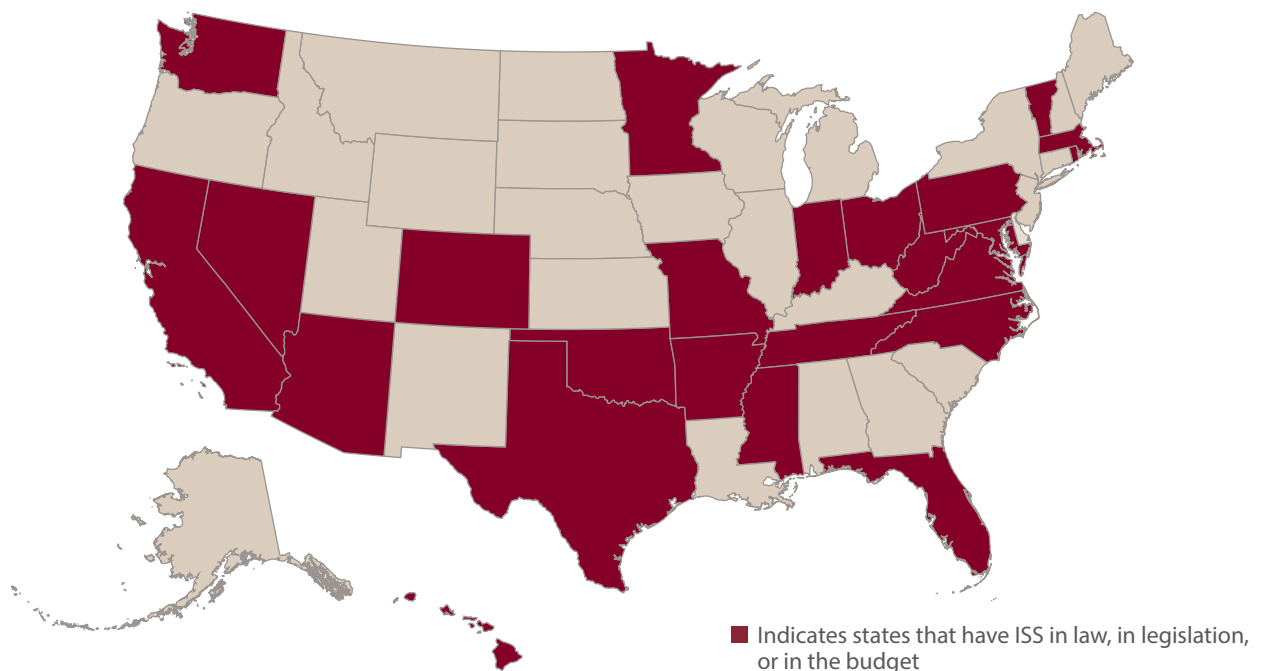 Indicates states that have ISS in law, in legislation,
or in the budget